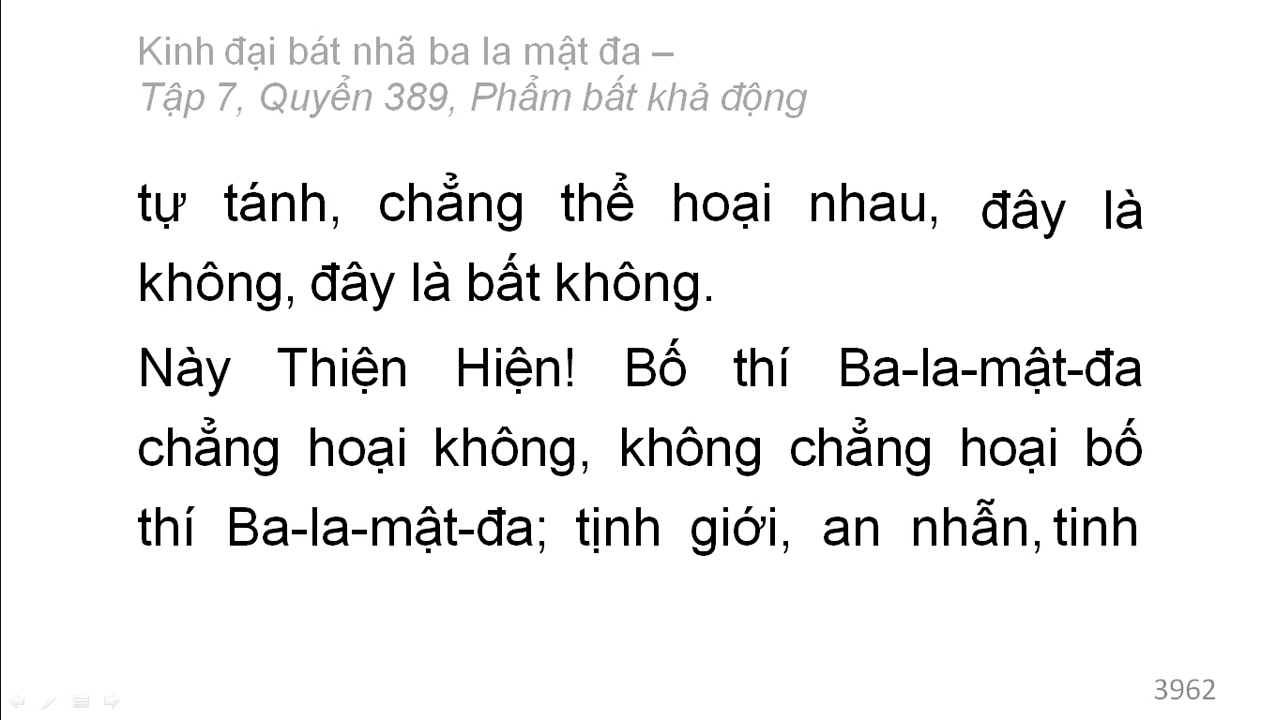 Kinh đại bát nhã ba la mật đa –
Tập 7, Quyển 389, Phẩm bất khả động
tự tánh, chẳng thể hoại nhau, đây là
không, đây là bất không.
Này Thiện Hiện! Bố thí Ba-la-mật-đa
chẳng hoại không, không chẳng hoại bố
thí Ba-la-mật-đa; tịnh giới, an nhẫn, tinh
3962